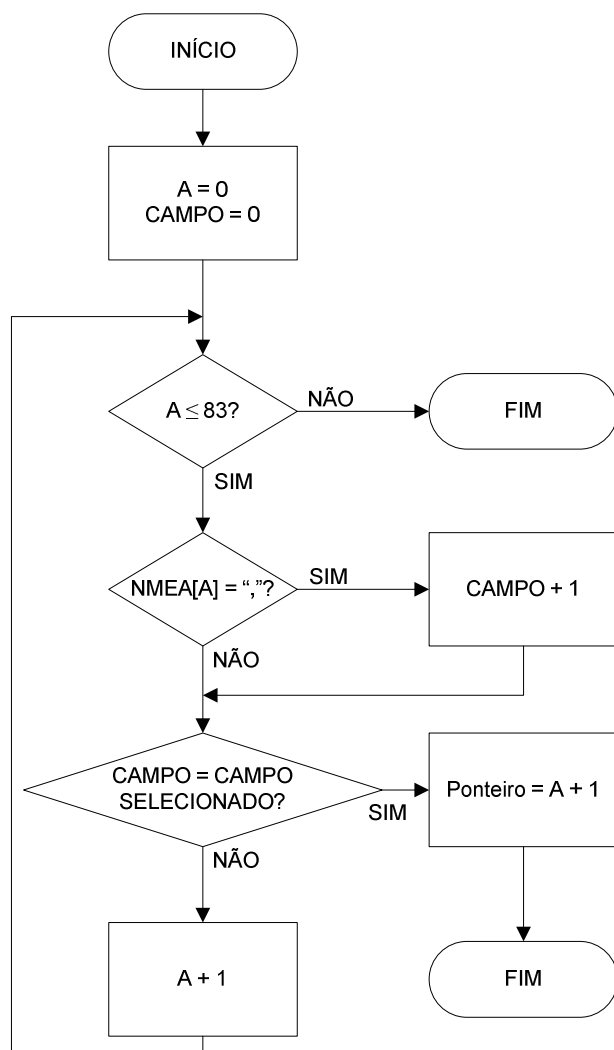 INÍCIO
A = 0
CAMPO = 0
A ≤ 83?
NÃO
FIM
SIM
NMEA[A] = “,”?
SIM
CAMPO + 1
NÃO
CAMPO = CAMPO
SELECIONADO?
SIM
Ponteiro = A + 1
NÃO
A + 1
FIM